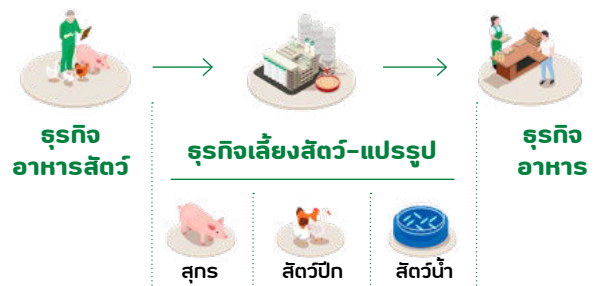 ธุรกิจ
อาหารสัตว์
ธุรกิจเลี้ยงสัตว์-แปรรูป
ธุรกิจ
อาหาร
สุกร
สัตว์ปีก
สัตว์น้ำ